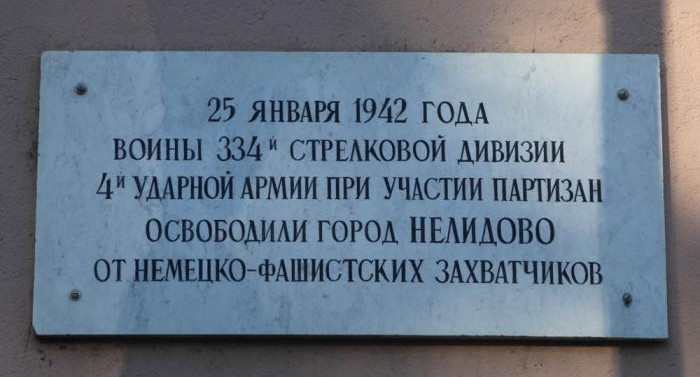 25 ЯНВАРЯ 1942 ГОДА
ВОИНЫ 334й СТРЕЛКОВОЙ ДИВИЗИИ
4й УДАРНОЙ АРМИИ ПРИ УЧАСТИИ ПАРТИЗАН
ОСВОБОДИЛИ ГОРОД НЕЛИДОВО
ОТ НЕМЕЦКО-ФАШИСТСКИХ ЗАХВАТЧИКОВ